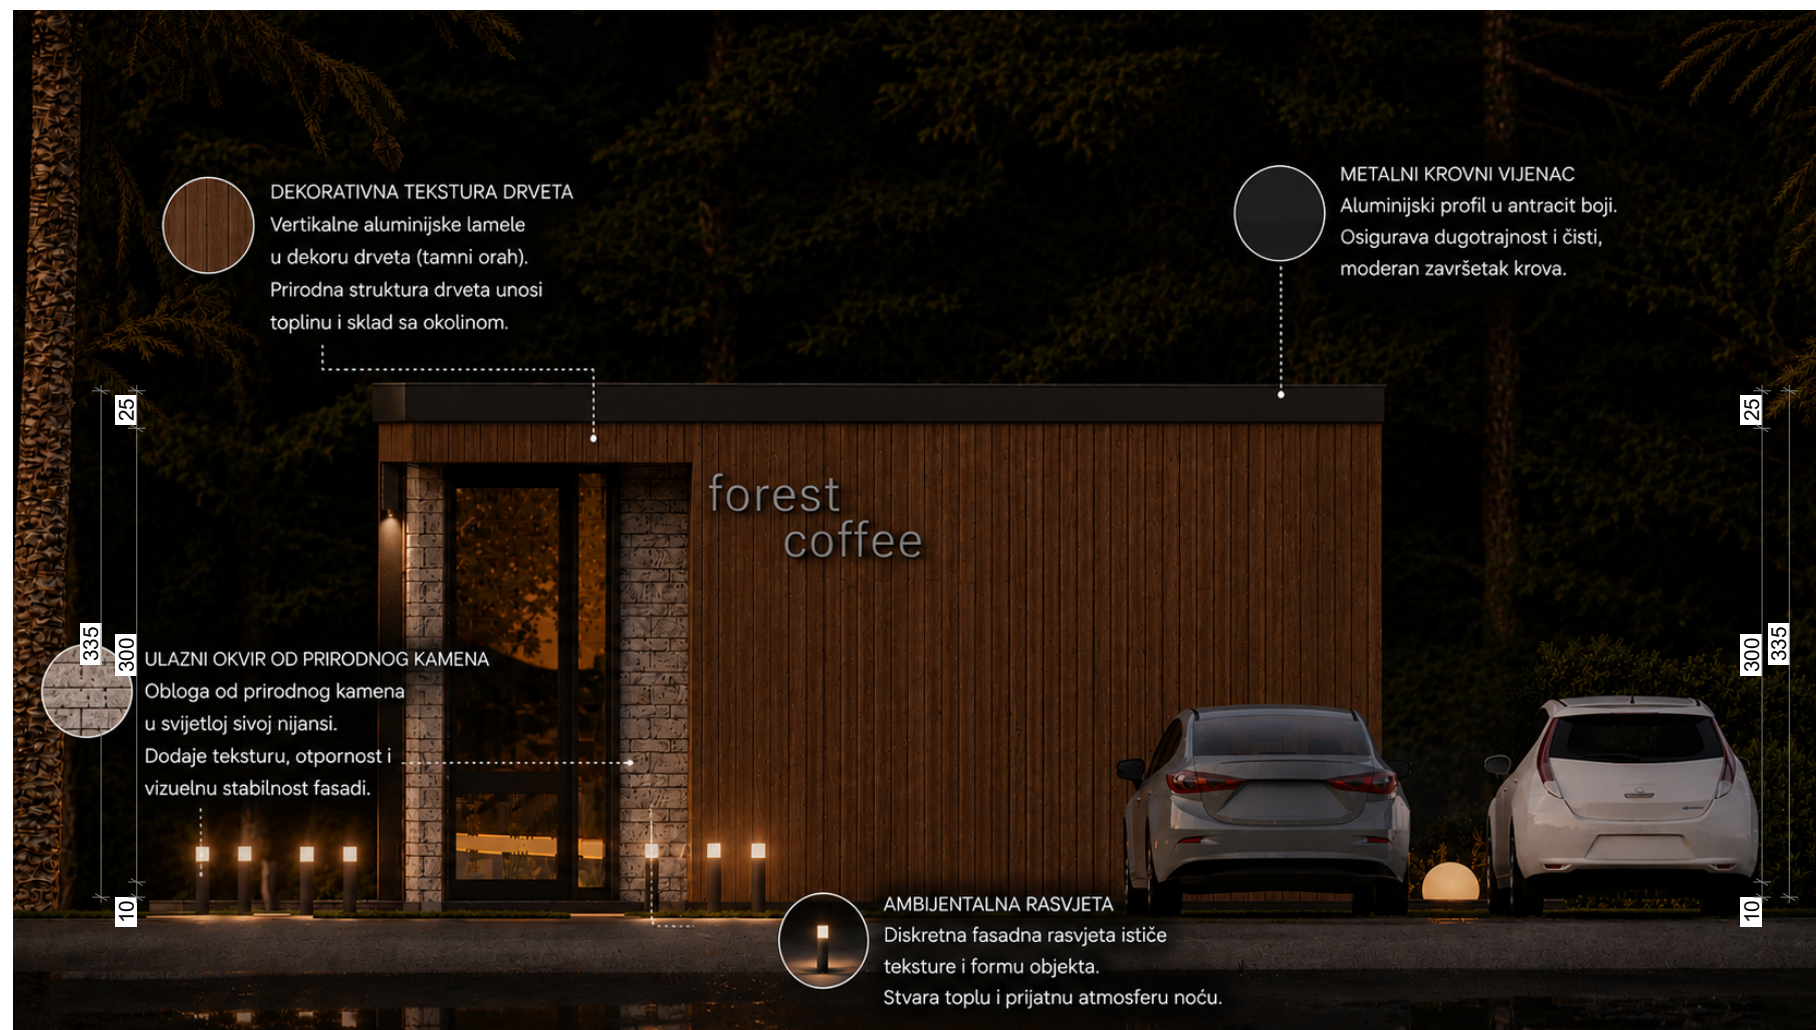 DEKORATIVNA TEKSTURA DRVETA
Vertikalne aluminijske lamele
u dekoru drveta (tamni orah).
Prirodna struktura drveta unosi
toplinu i sklad sa okolinom.
METALNI KROVNI VIJENAC
Aluminijski profil u antracit boji.
Osigurava dugotrajnost i čisti,
moderan završetak krova.
25
335
300
10
forest
coffee
25
300
335
10
ULAZNI OKVIR OD PRIRODNOG KAMENA
Obloga od prirodnog kamena
u svijetloj sivoj nijansi.
Dodaje teksturu, otpornost i
vizuelnu stabilnost fasadi.
AMBIJENTALNA RASVJETA
Diskretna fasadna rasvjeta ističe
teksture i formu objekta.
Stvara toplu i prijatnu atmosferu noću.